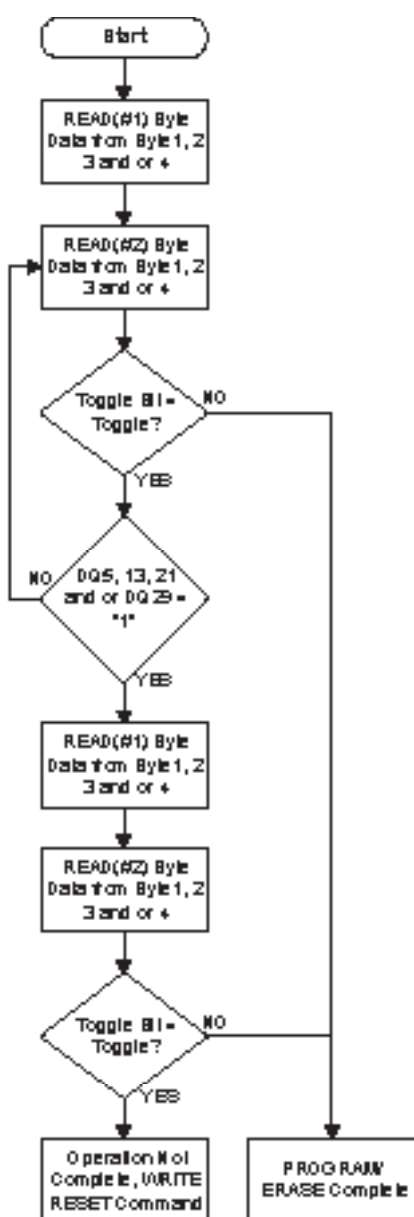 Start
READ(#1) Byte
Data from Byte 1, 2
3 and or 4
READ(#2) Byte
Data from Byte 1, 2
3 and or 4
Toggle Bit =
Toggle?
NO
YES
DQ5, 13, 21
and or DQ29 =
"1"
NO
YES
READ(#1) Byte
Data from Byte 1, 2
3 and or 4
READ(#2) Byte
Data from Byte 1, 2
3 and or 4
Toggle Bit =
Toggle?
NO
YES
Operation Not
Complete, WRITE
RESET Command
PROGRAM/
ERASE Complete